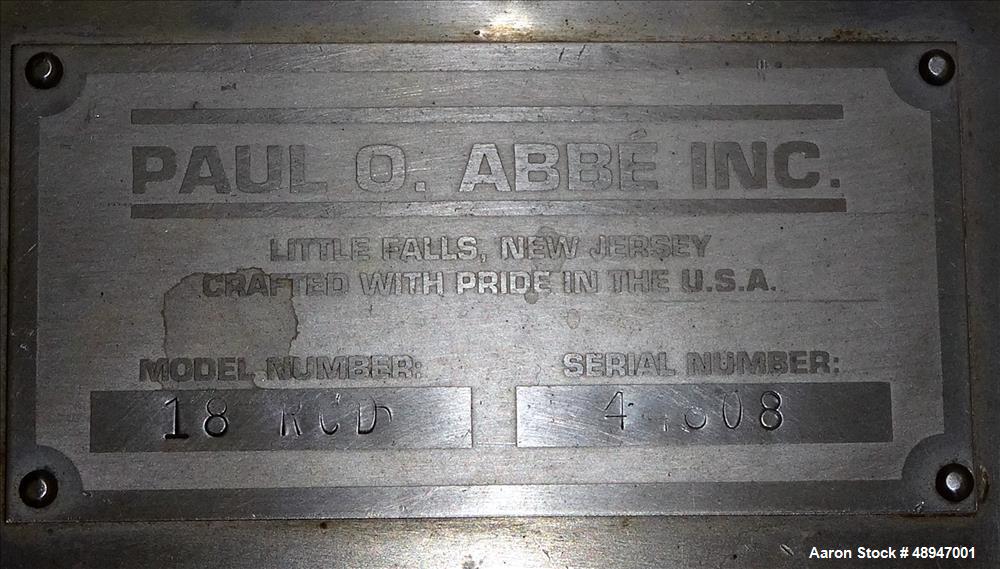 PAUL O. ABBÉ INC.
LITTLE FALLS, NEW JERSEY
CRAFTED WITH PRIDE IN THE U.S.A.
MODEL NUMBER: SERIAL NUMBER:
18 RCD
Aaron Stock # 48947001